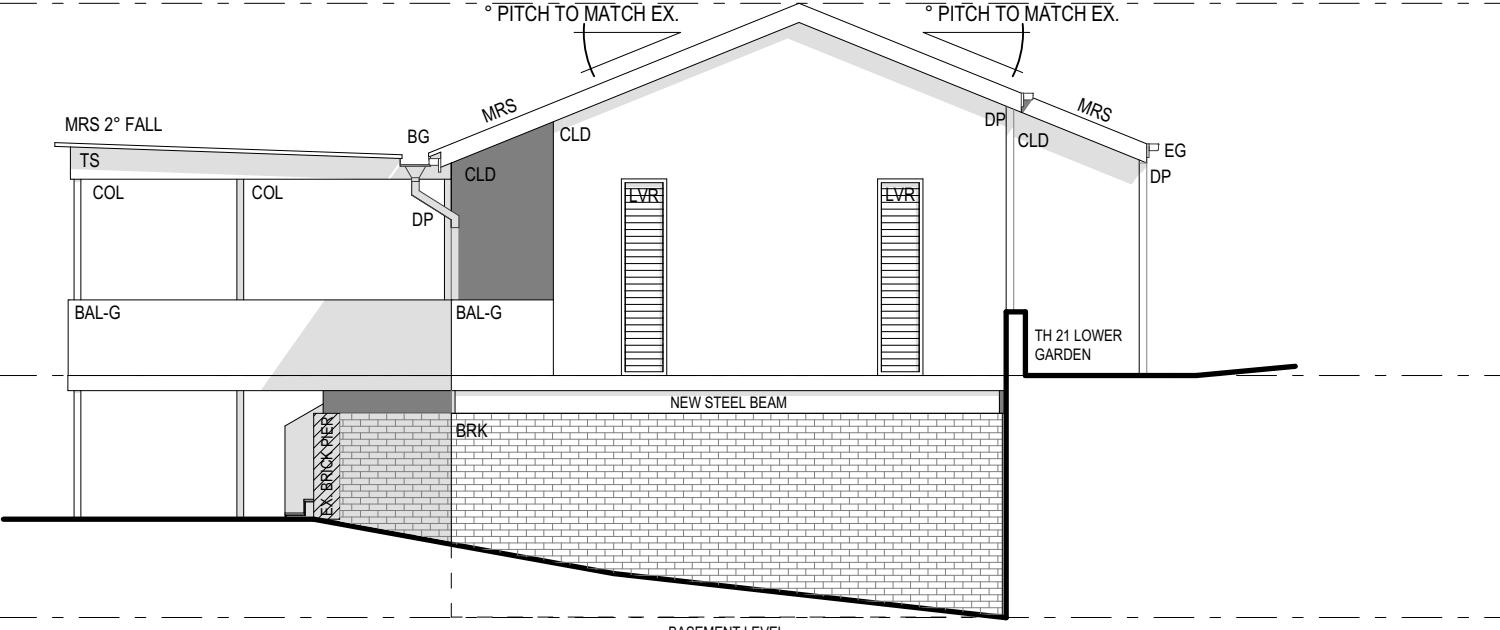 ° PITCH TO MATCH EX.
° PITCH TO MATCH EX.
MRS
MRS
MRS 2° FALL
BG
CLD
DP
CLD
EG
TS
CLD
DP
COL
COL
LVR
LVR
DP
BAL-G
BAL-G
TH 21 LOWER
GARDEN
NEW STEEL BEAM
BRK
EX. BRICK PIER
BASEMENT LEVEL